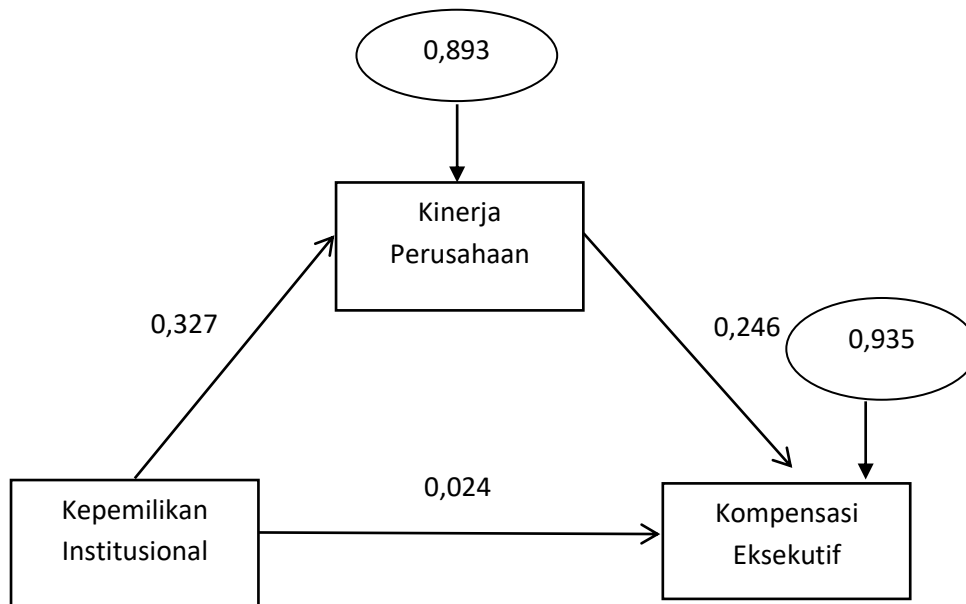 0,893
Kinerja
Perusahaan
0,327
0,246
0,935
0,024
Kepemilikan
Institusional
Kompensasi
Eksekutif